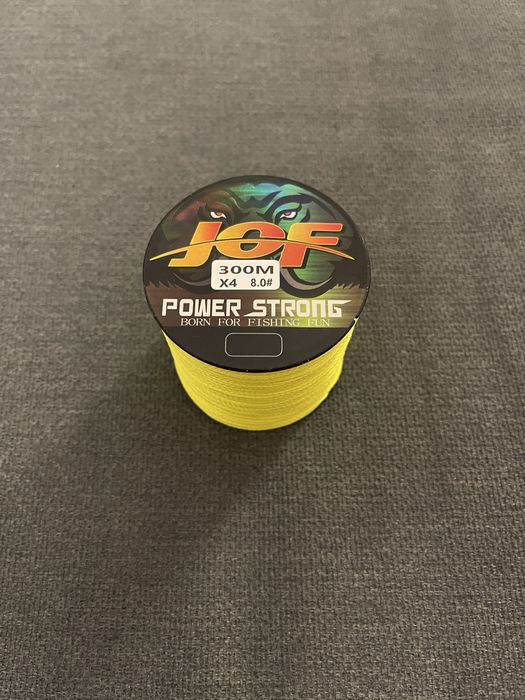 JOF
300M
X4 8.0#
POWER STRONG
BORN FOR FISHING FUN